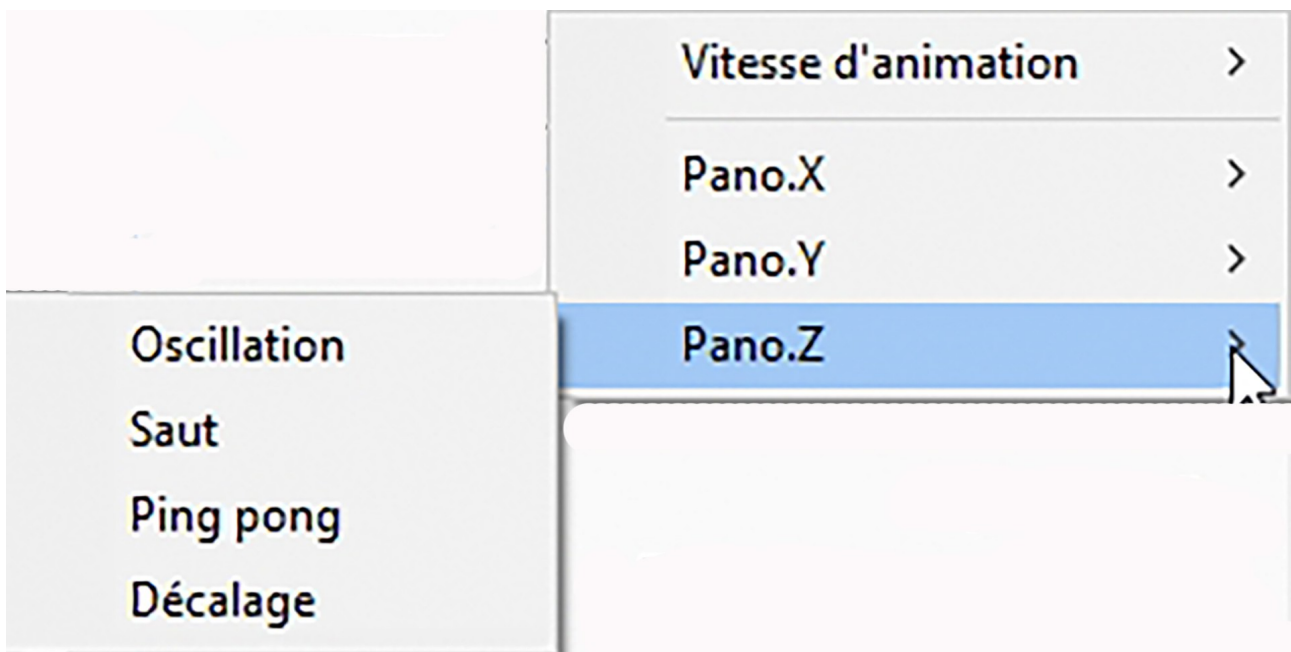 Vitesse d'animation
Pano.X
Pano.Y
Pano.Z
Oscillation
Saut
Ping pong
Décalage